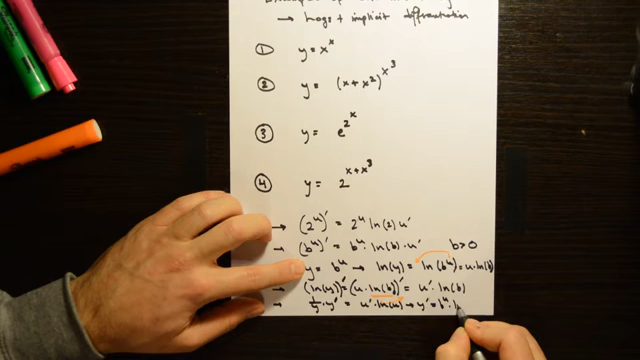 → Logs + implicit differentiation
① y = x^x
② y = (x + x²)^x³
③ y = e^2^x
④ y = 2^x+x³
→ (2^u)' = 2^u ln(2) u'
→ (b^u)' = b^u · ln(b) · u' b > 0
y = b^u → ln(y) = ln(b^u) = u · ln(b)
→ (ln(y))' = (u · ln(b))' = u' · ln(b)
→ 1/y · y' = u' · ln(u) → y' = b^u ·